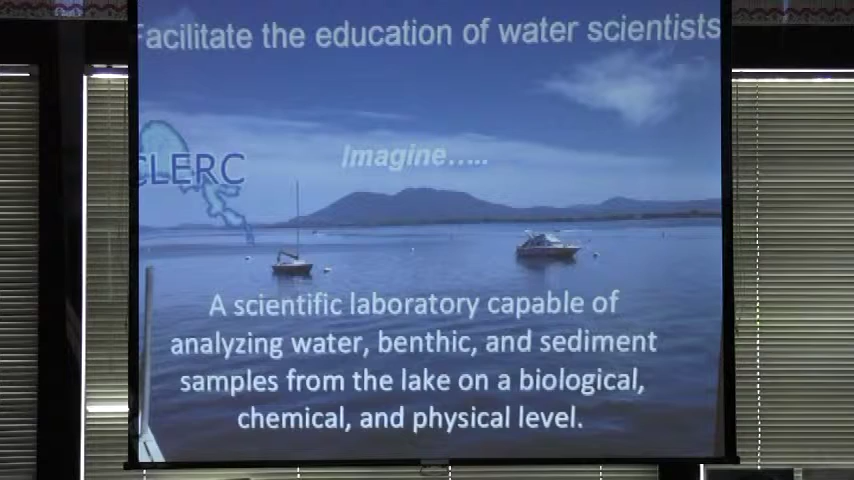 Facilitate the education of water scientists
CLERC
Imagine.....
A scientific laboratory capable of
analyzing water, benthic, and sediment
samples from the lake on a biological,
chemical, and physical level.